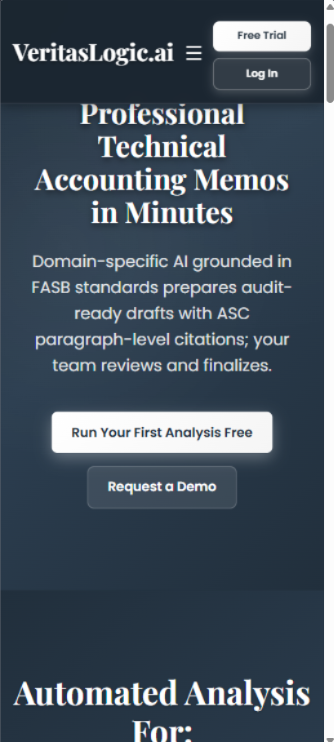 VeritasLogic.ai ☰
Free Trial
Log In
Professional
Technical
Accounting Memos
in Minutes
Domain-specific AI grounded in
FASB standards prepares audit-
ready drafts with ASC
paragraph-level citations; your
team reviews and finalizes.
Run Your First Analysis Free
Request a Demo
Automated Analysis
For: